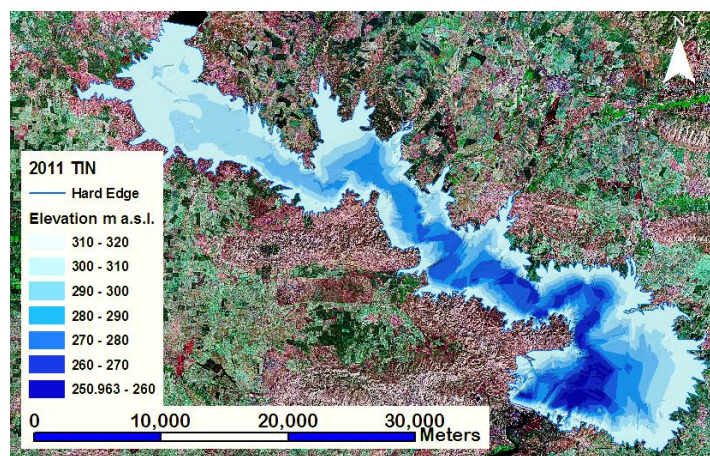 N
2011 TIN
Hard Edge
Elevation m a.s.l.
310 - 320
300 - 310
290 - 300
280 - 290
270 - 280
260 - 270
250.963 - 260
0 10,000 20,000 30,000
Meters